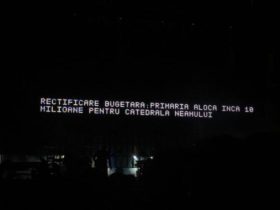 RECTIFICARE BUGETARA:PRIMARIA ALOCA INCA 10
MILIOANE PENTRU CATEDRALA NEAMULUI